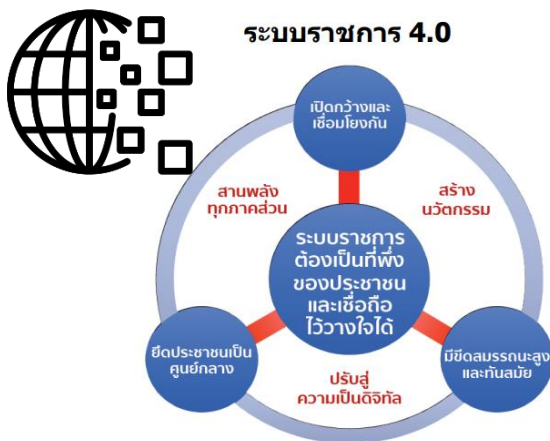 ระบบราชการ 4.0
เปิดกว้างและ
เชื่อมโยงกัน
สานพลัง
ทุกภาคส่วน
สร้าง
นวัตกรรม
ระบบราชการ
ต้องเป็นที่พึ่ง
ของประชาชน
และเชื่อถือ
ไว้วางใจได้
ยึดประชาชนเป็น
ศูนย์กลาง
มีขีดสมรรถนะสูง
และทันสมัย
ปรับสู่
ความเป็นดิจิทัล